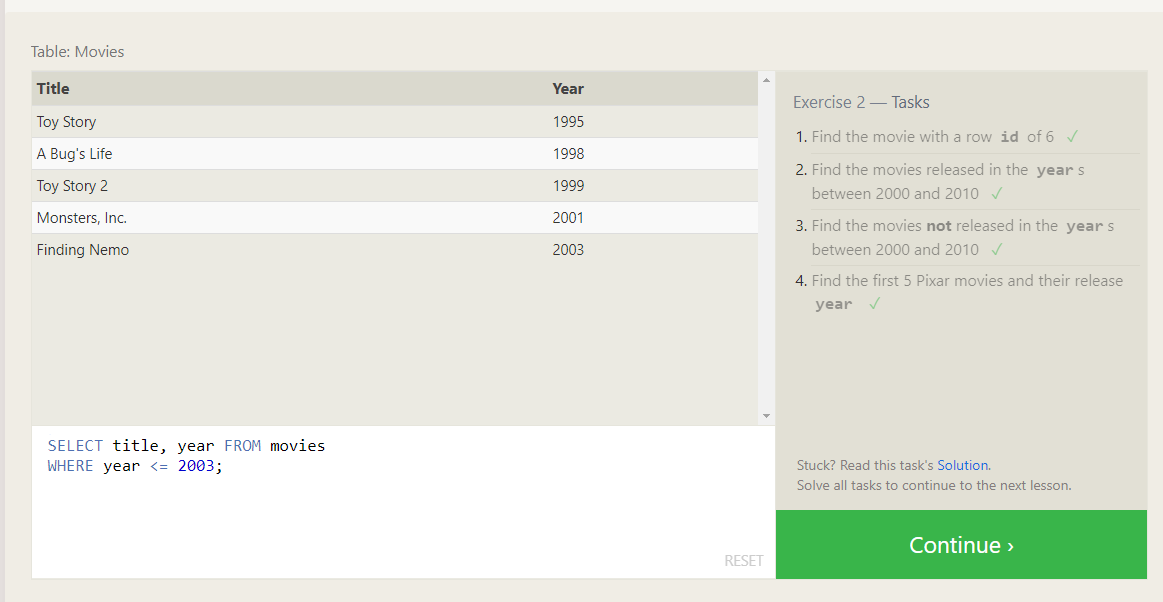 Table: Movies
Title Year
Toy Story 1995
A Bug's Life 1998
Toy Story 2 1999
Monsters, Inc. 2001
Finding Nemo 2003
SELECT title, year FROM movies
WHERE year <= 2003;
RESET
Exercise 2 — Tasks
1. Find the movie with a row id of 6 ✓
2. Find the movies released in the year s
between 2000 and 2010 ✓
3. Find the movies not released in the year s
between 2000 and 2010 ✓
4. Find the first 5 Pixar movies and their release
year ✓
Stuck? Read this task's Solution.
Solve all tasks to continue to the next lesson.
Continue ›